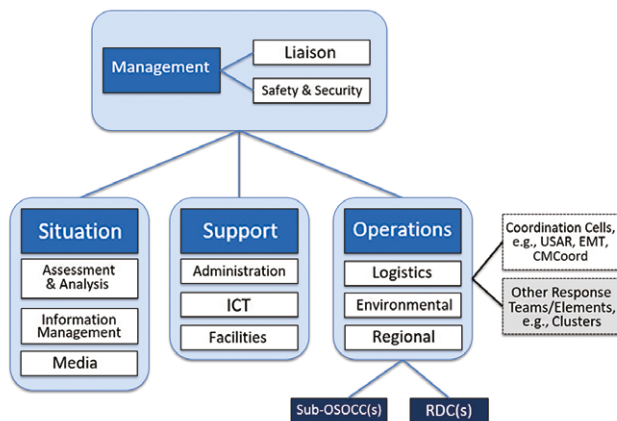 Management
Liaison
Safety & Security
Situation
Assessment
& Analysis
Information
Management
Media
Support
Administration
ICT
Facilities
Operations
Logistics
Environmental
Regional
Coordination Cells,
e.g., USAR, EMT,
CMCoord
Other Response
Teams/Elements,
e.g., Clusters
Sub-OSOCC(s)
RDC(s)